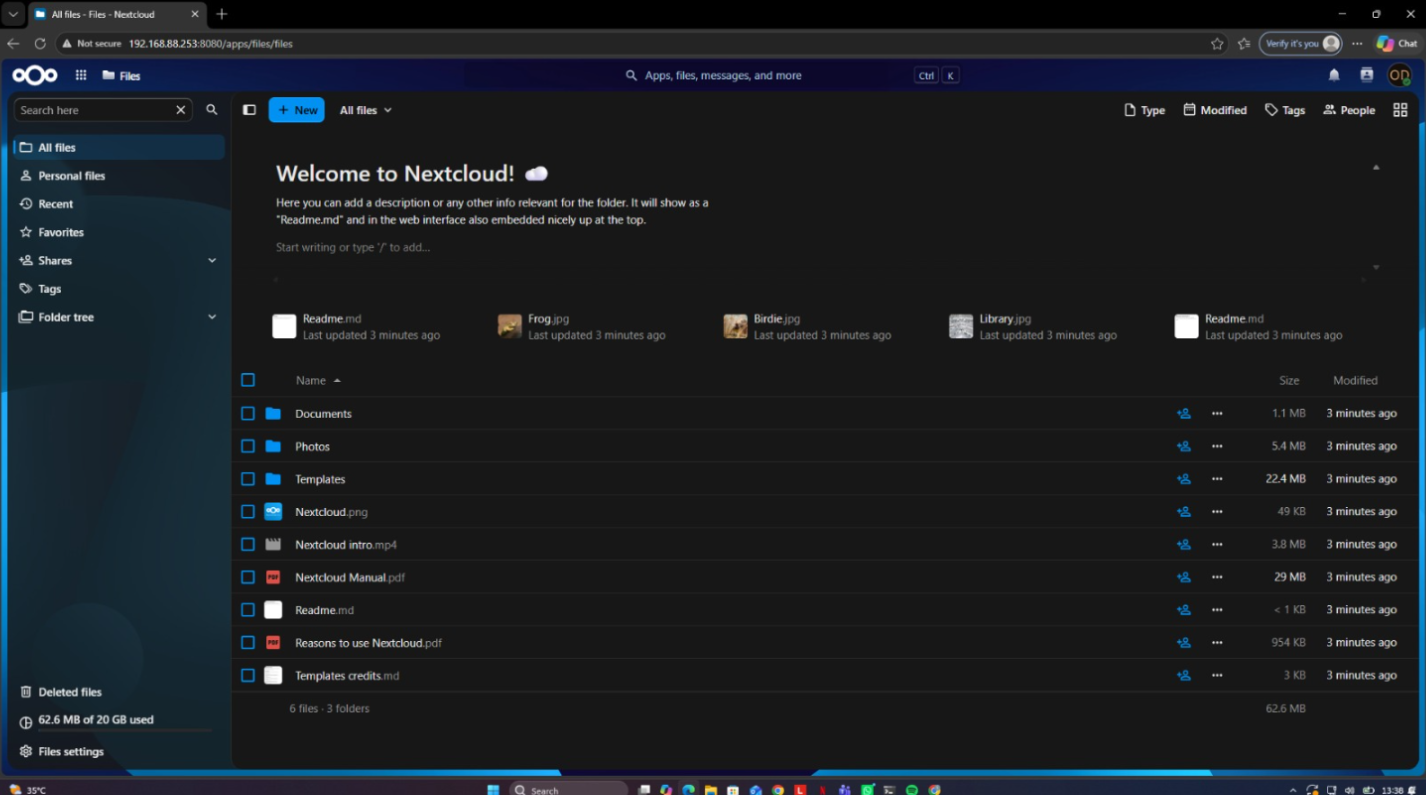 All files - Files - Nextcloud
Not secure 192.168.88.253:8080/apps/files/files
Verify it's you
Chat
Files
Apps, files, messages, and more
Ctrl K
OD
Search here
New
All files
Type
Modified
Tags
People
All files
Personal files
Recent
Favorites
Shares
Tags
Folder tree
Welcome to Nextcloud!
Here you can add a description or any other info relevant for the folder. It will show as a
"Readme.md" and in the web interface also embedded nicely up at the top.
Start writing or type '/' to add...
Readme.md
Last updated 3 minutes ago
Frog.jpg
Last updated 3 minutes ago
Birdie.jpg
Last updated 3 minutes ago
Library.jpg
Last updated 3 minutes ago
Readme.md
Last updated 3 minutes ago
Name Size Modified
Documents 1.1 MB 3 minutes ago
Photos 5.4 MB 3 minutes ago
Templates 22.4 MB 3 minutes ago
Nextcloud.png 49 KB 3 minutes ago
Nextcloud intro.mp4 3.8 MB 3 minutes ago
PDF Nextcloud Manual.pdf 29 MB 3 minutes ago
Readme.md < 1 KB 3 minutes ago
PDF Reasons to use Nextcloud.pdf 954 KB 3 minutes ago
Templates credits.md 3 KB 3 minutes ago
6 files · 3 folders 62.6 MB
Deleted files
62.6 MB of 20 GB used
Files settings
35°C
Search
L
13:38